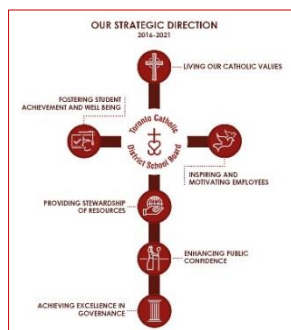 OUR STRATEGIC DIRECTION
2016-2021
LIVING OUR CATHOLIC VALUES
FOSTERING STUDENT
ACHIEVEMENT AND WELL BEING
Toronto Catholic
District School Board
INSPIRING AND
MOTIVATING EMPLOYEES
PROVIDING STEWARDSHIP
OF RESOURCES
ENHANCING PUBLIC
CONFIDENCE
ACHIEVING EXCELLENCE IN
GOVERNANCE